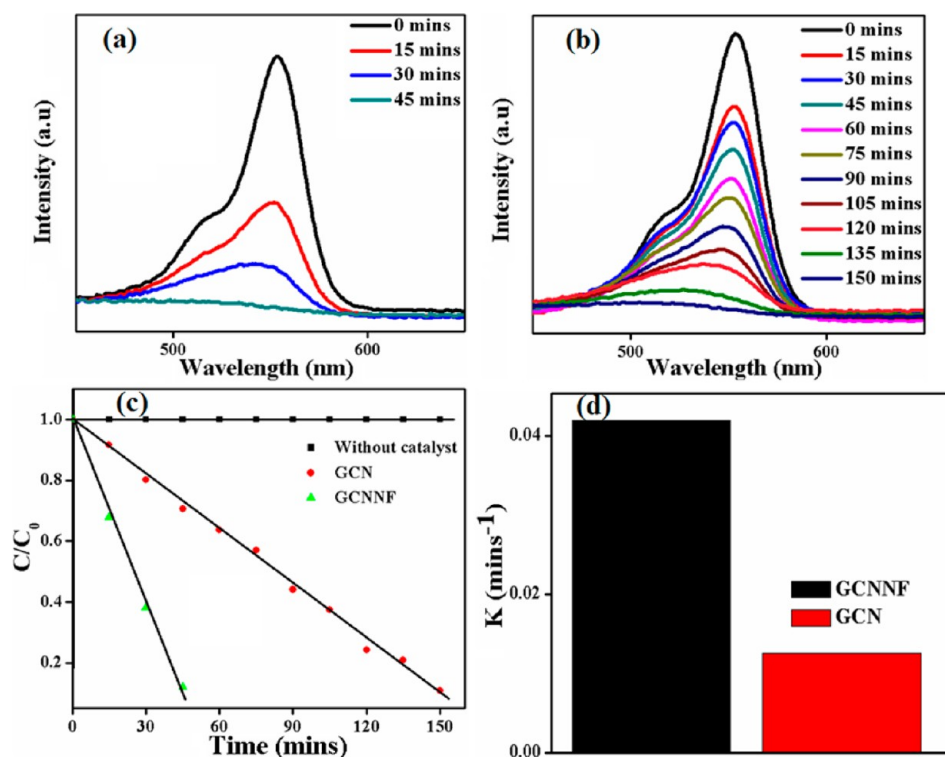 (a)
0 mins
15 mins
30 mins
45 mins
Intensity (a.u)
500
600
Wavelength (nm)
(b)
0 mins
15 mins
30 mins
45 mins
60 mins
75 mins
90 mins
105 mins
120 mins
135 mins
150 mins
Intensity (a.u)
500
600
Wavelength (nm)
(c)
Without catalyst
GCN
GCNNF
C/C0
1.0
0.8
0.6
0.4
0.2
0
30
60
90
120
150
Time (mins)
(d)
K (mins-1)
0.04
0.02
0.00
GCNNF
GCN